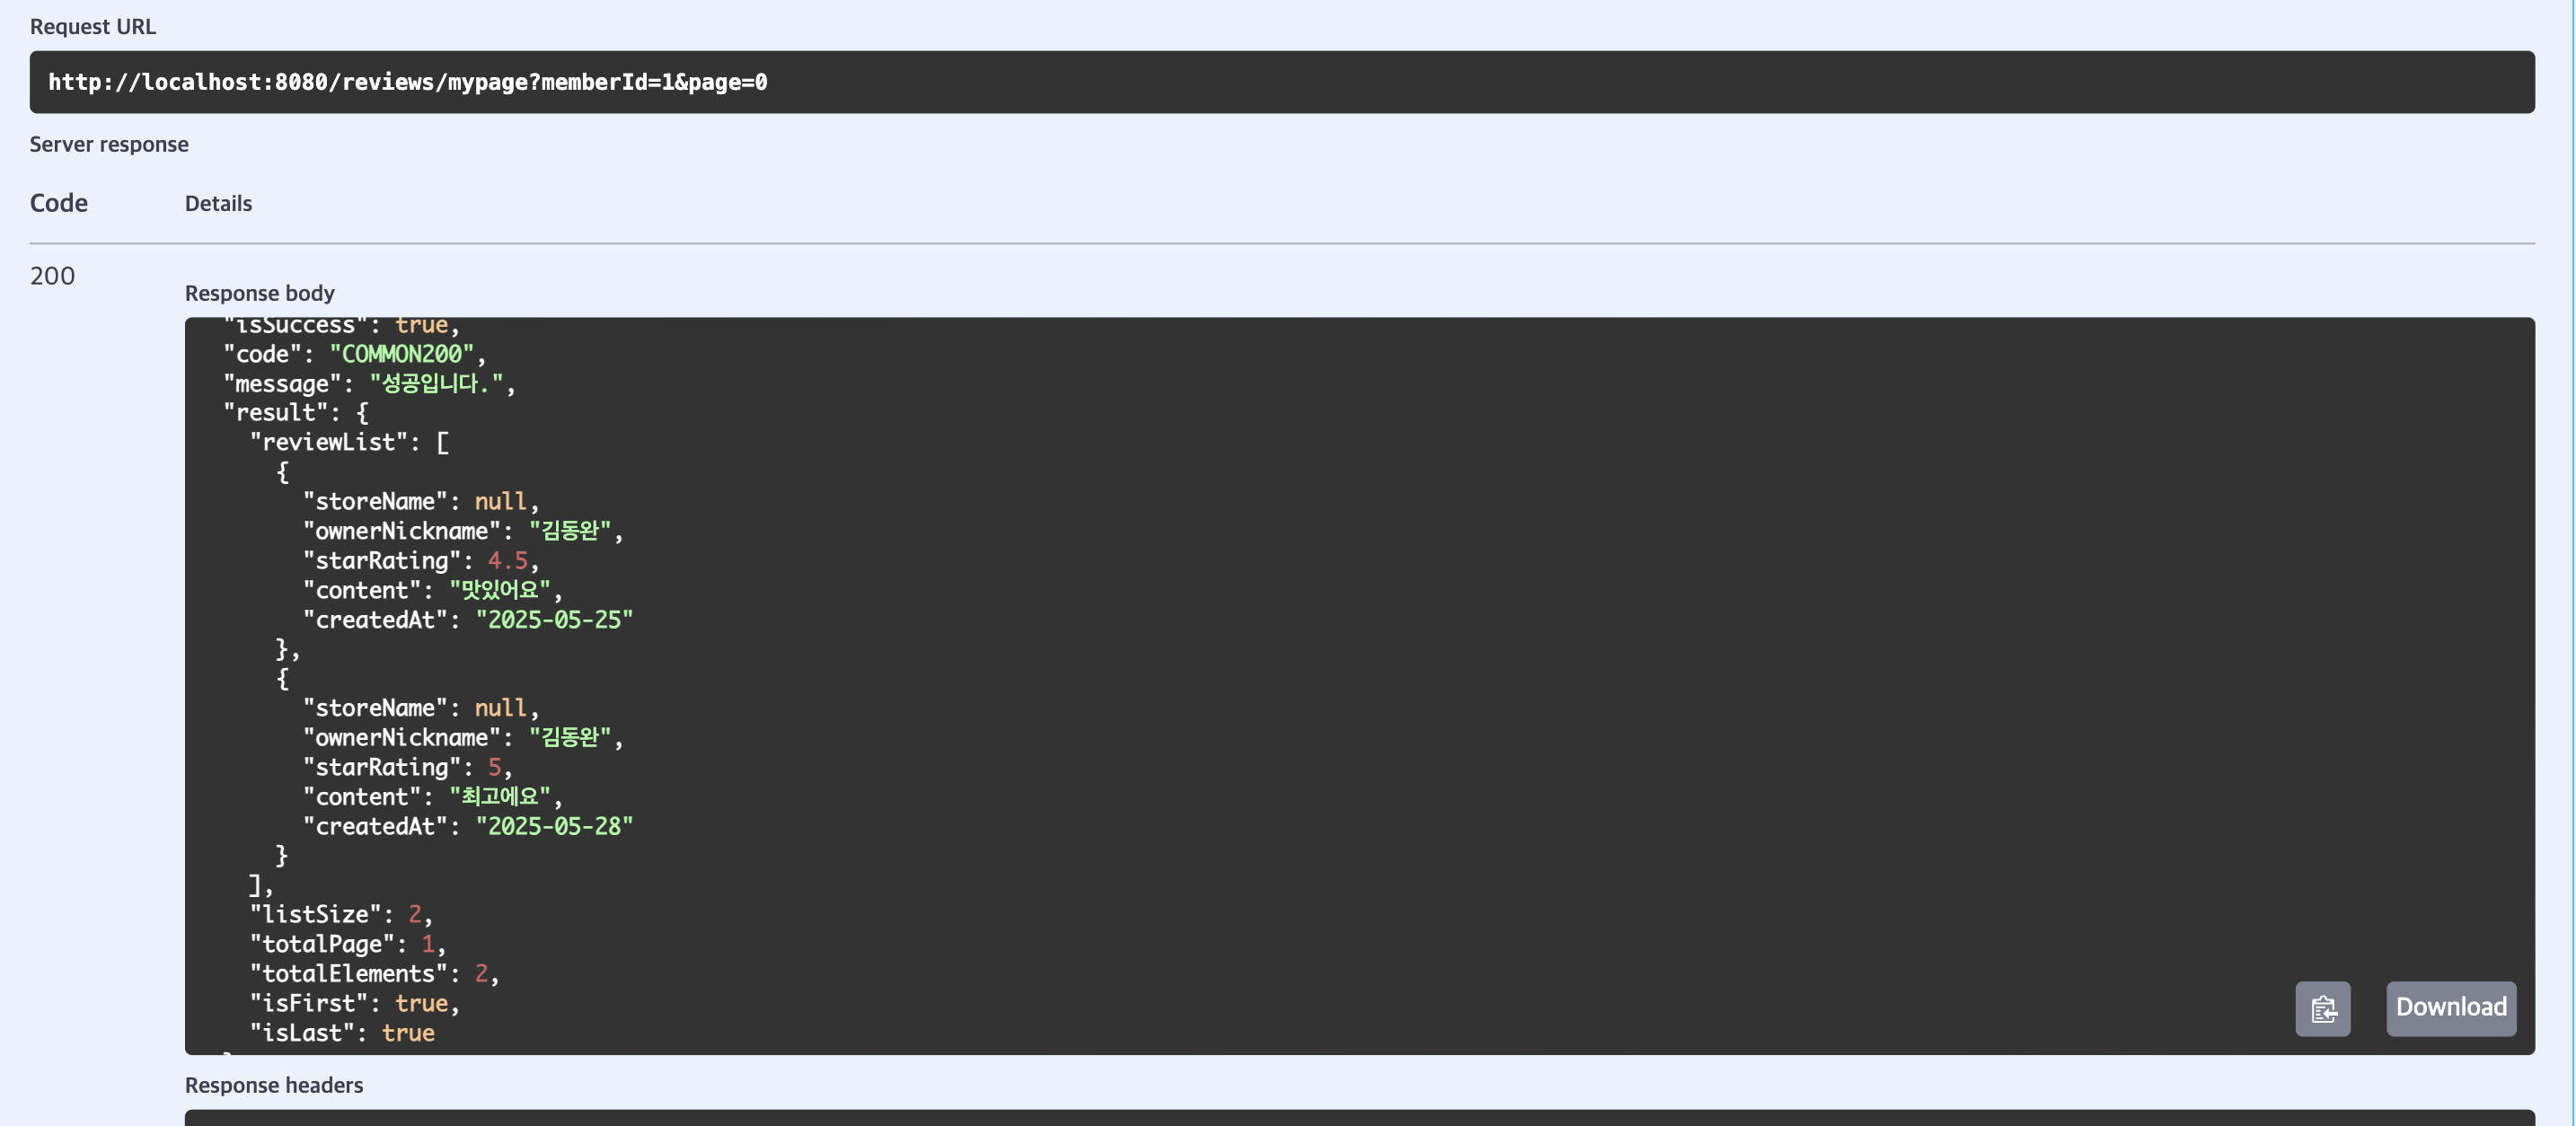 Request URL
http://localhost:8080/reviews/mypage?memberId=1&page=0
Server response
Code Details
200
Response body
"isSuccess": true,
"code": "COMMON200",
"message": "성공입니다.",
"result": {
"reviewList": [
{
"storeName": null,
"ownerNickname": "김동완",
"starRating": 4.5,
"content": "맛있어요",
"createdAt": "2025-05-25"
},
{
"storeName": null,
"ownerNickname": "김동완",
"starRating": 5,
"content": "최고에요",
"createdAt": "2025-05-28"
}
],
"listSize": 2,
"totalPage": 1,
"totalElements": 2,
"isFirst": true,
"isLast": true
Download
Response headers